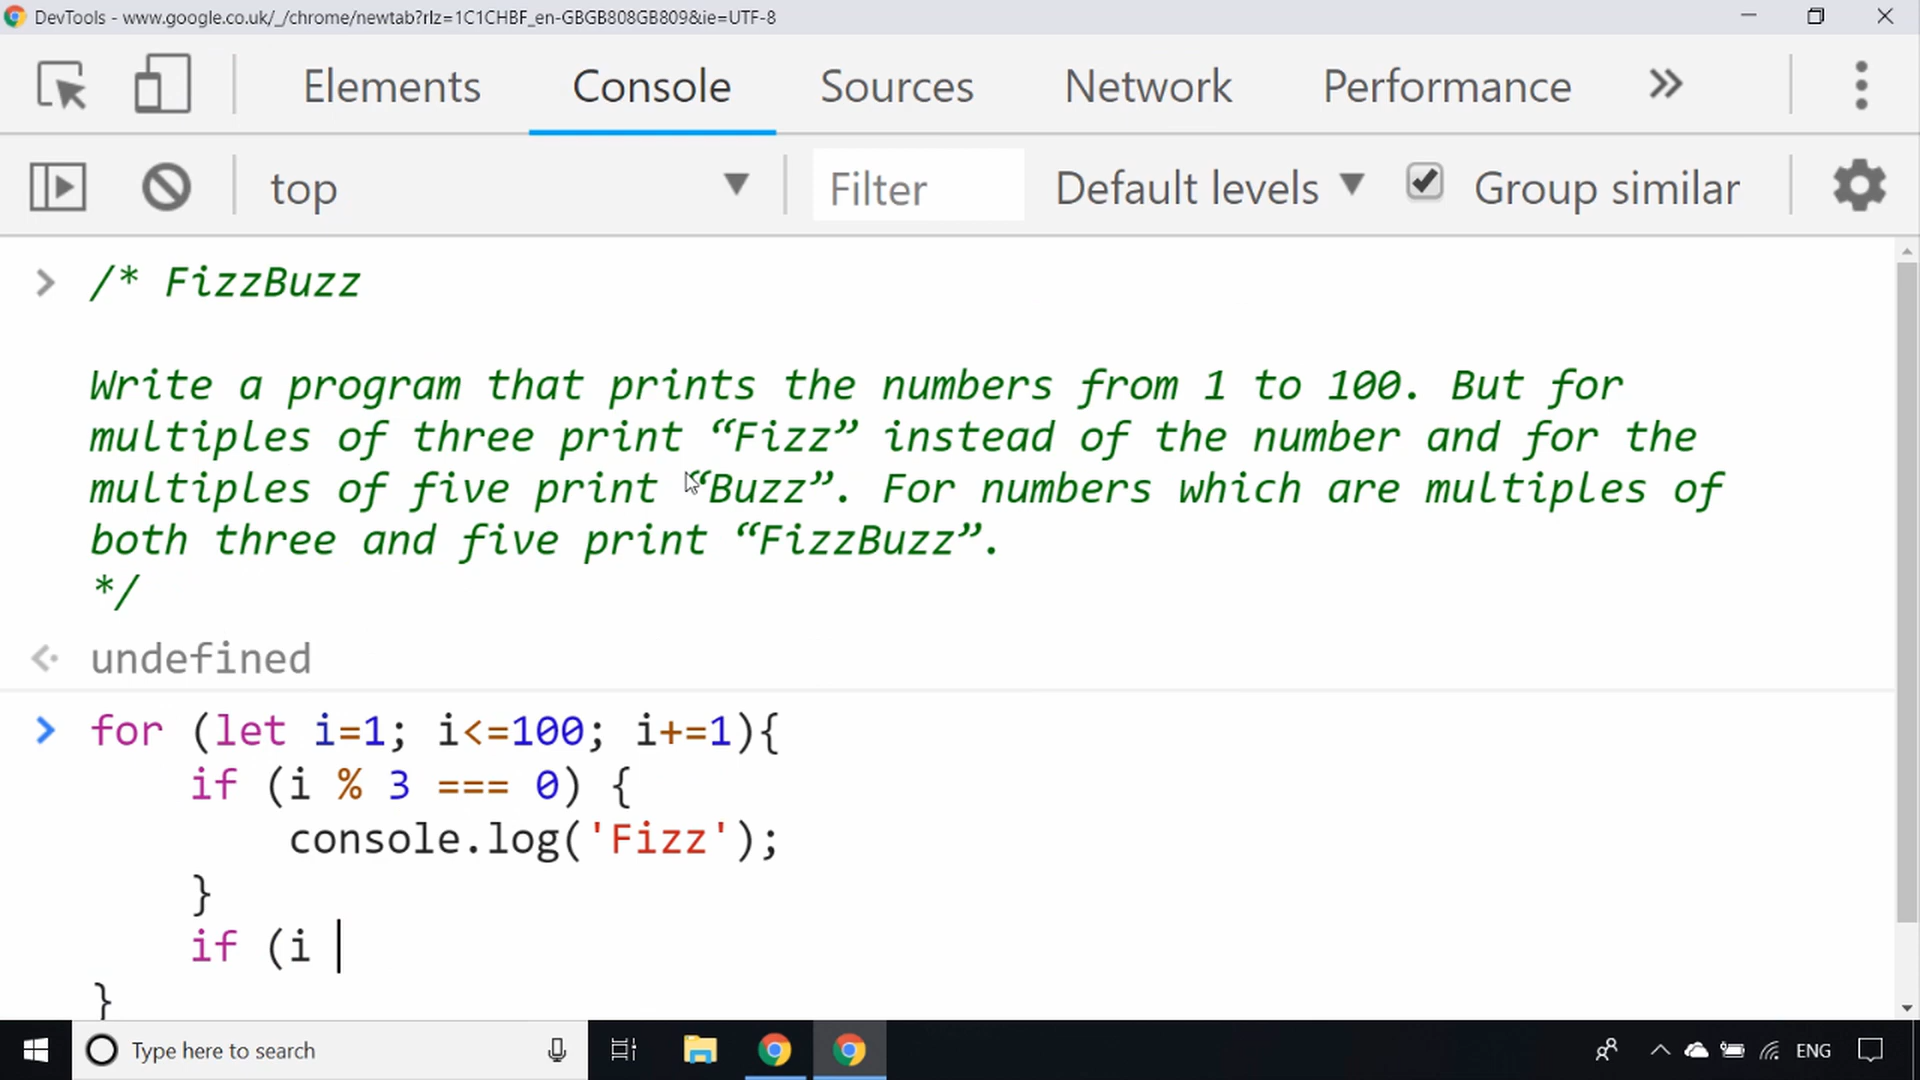 DevTools - www.google.co.uk/_/chrome/newtab?rlz=1C1CHBF_en-GBGB808GB809&ie=UTF-8
Elements Console Sources Network Performance
top Filter Default levels Group similar
/* FizzBuzz
Write a program that prints the numbers from 1 to 100. But for
multiples of three print “Fizz” instead of the number and for the
multiples of five print “Buzz”. For numbers which are multiples of
both three and five print “FizzBuzz”.
*/
undefined
for (let i=1; i<=100; i+=1){
if (i % 3 === 0) {
console.log('Fizz');
}
if (i
}
Type here to search ENG